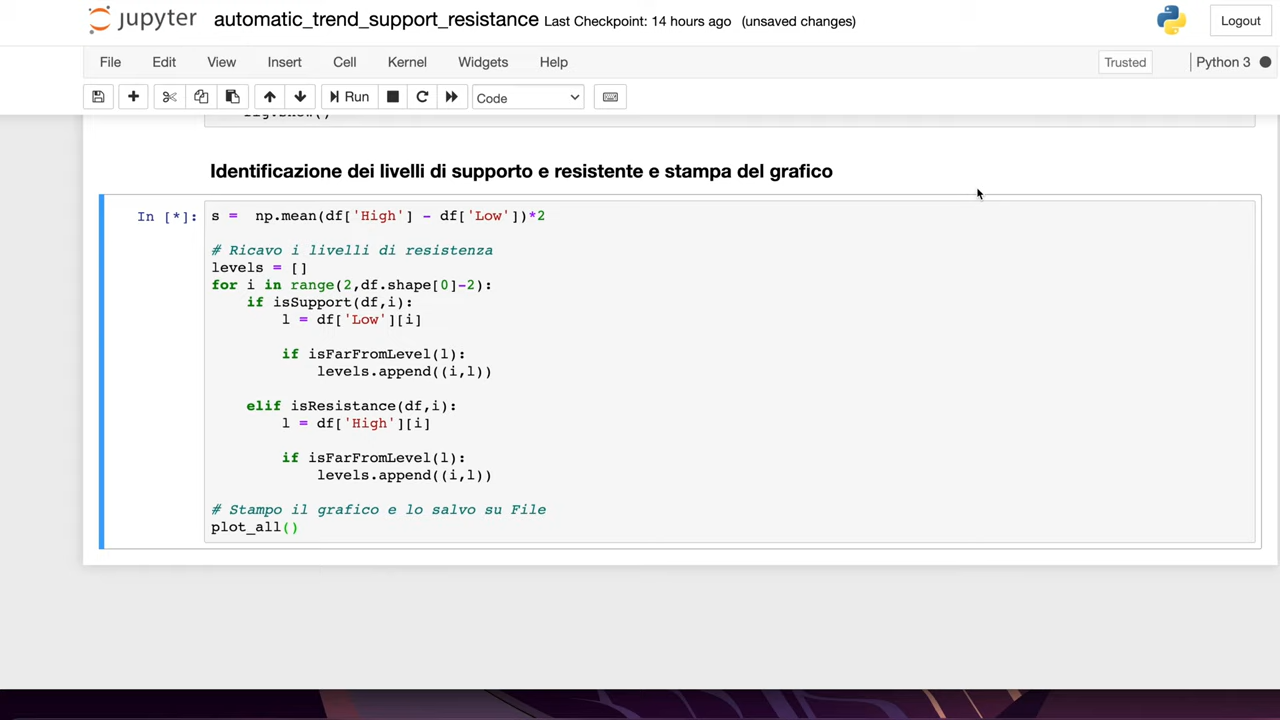 jupyter automatic_trend_support_resistance Last Checkpoint: 14 hours ago (unsaved changes) Logout
File Edit View Insert Cell Kernel Widgets Help Trusted Python 3
Run Code
fig.show()
Identificazione dei livelli di supporto e resistente e stampa del grafico
In [*]: s =  np.mean(df['High'] - df['Low'])*2
# Ricavo i livelli di resistenza
levels = []
for i in range(2,df.shape[0]-2):
    if isSupport(df,i):
        l = df['Low'][i]
        if isFarFromLevel(l):
            levels.append((i,l))
    elif isResistance(df,i):
        l = df['High'][i]
        if isFarFromLevel(l):
            levels.append((i,l))
# Stampo il grafico e lo salvo su File
plot_all()